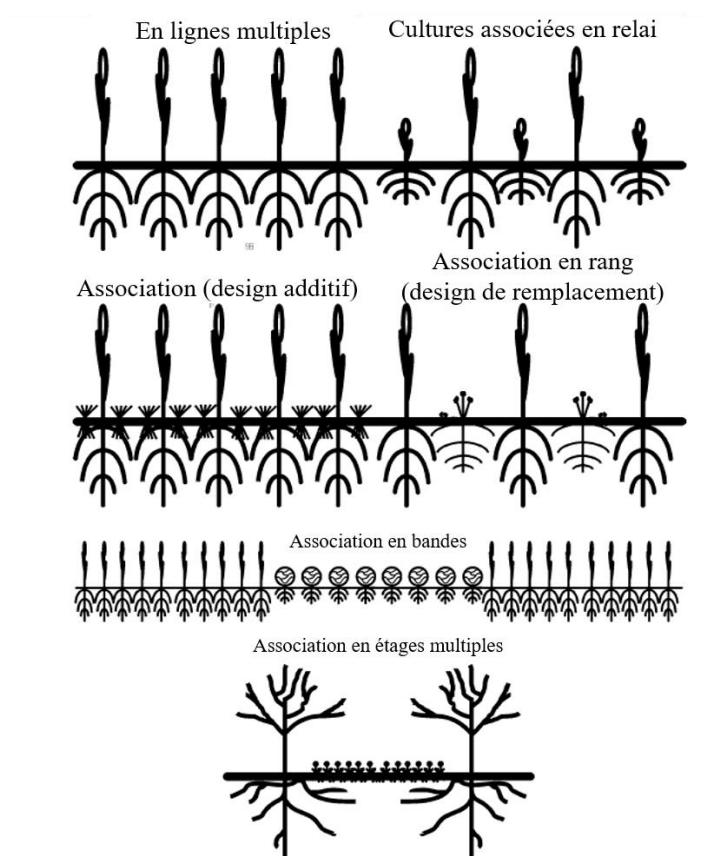 En lignes multiples
Cultures associées en relai
Association (design additif)
Association en rang
(design de remplacement)
Association en bandes
Association en étages multiples